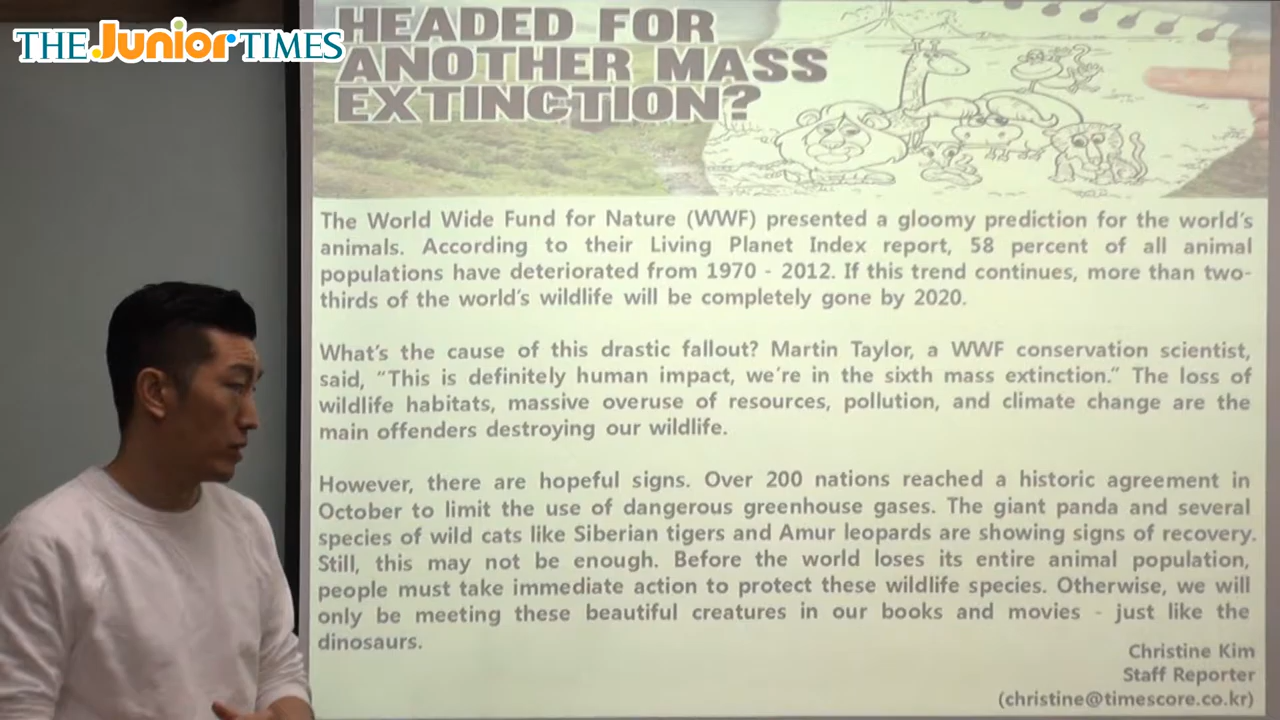 THE Junior TIMES
HEADED FOR
ANOTHER MASS
EXTINCTION?
The World Wide Fund for Nature (WWF) presented a gloomy prediction for the world's
animals. According to their Living Planet Index report, 58 percent of all animal
populations have deteriorated from 1970 - 2012. If this trend continues, more than two-
thirds of the world's wildlife will be completely gone by 2020.
What's the cause of this drastic fallout? Martin Taylor, a WWF conservation scientist,
said, "This is definitely human impact, we're in the sixth mass extinction." The loss of
wildlife habitats, massive overuse of resources, pollution, and climate change are the
main offenders destroying our wildlife.
However, there are hopeful signs. Over 200 nations reached a historic agreement in
October to limit the use of dangerous greenhouse gases. The giant panda and several
species of wild cats like Siberian tigers and Amur leopards are showing signs of recovery.
Still, this may not be enough. Before the world loses its entire animal population,
people must take immediate action to protect these wildlife species. Otherwise, we will
only be meeting these beautiful creatures in our books and movies - just like the
dinosaurs.
Christine Kim
Staff Reporter
(christine@timescore.co.kr)